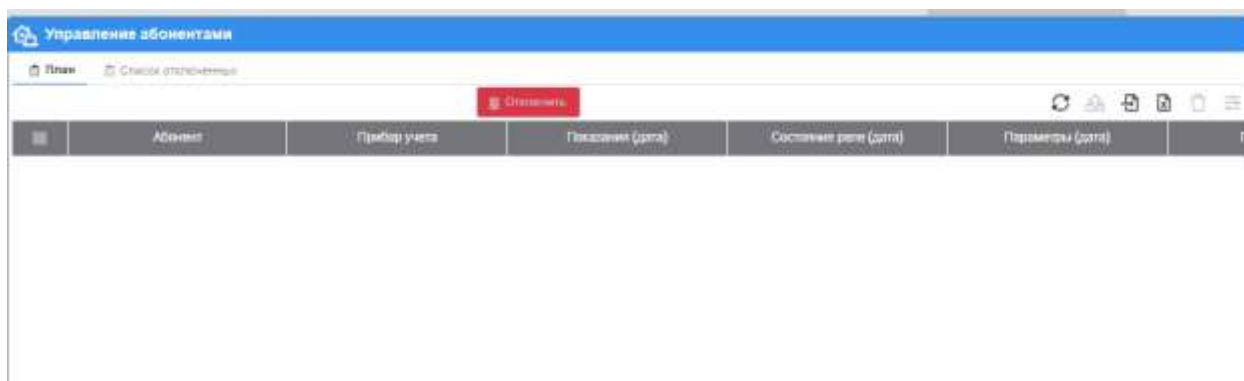 Управление абонентами
План Список отключенных
Отключить
Абонент Прибор учета Показания (дата) Состояние реле (дата) Параметры (дата)